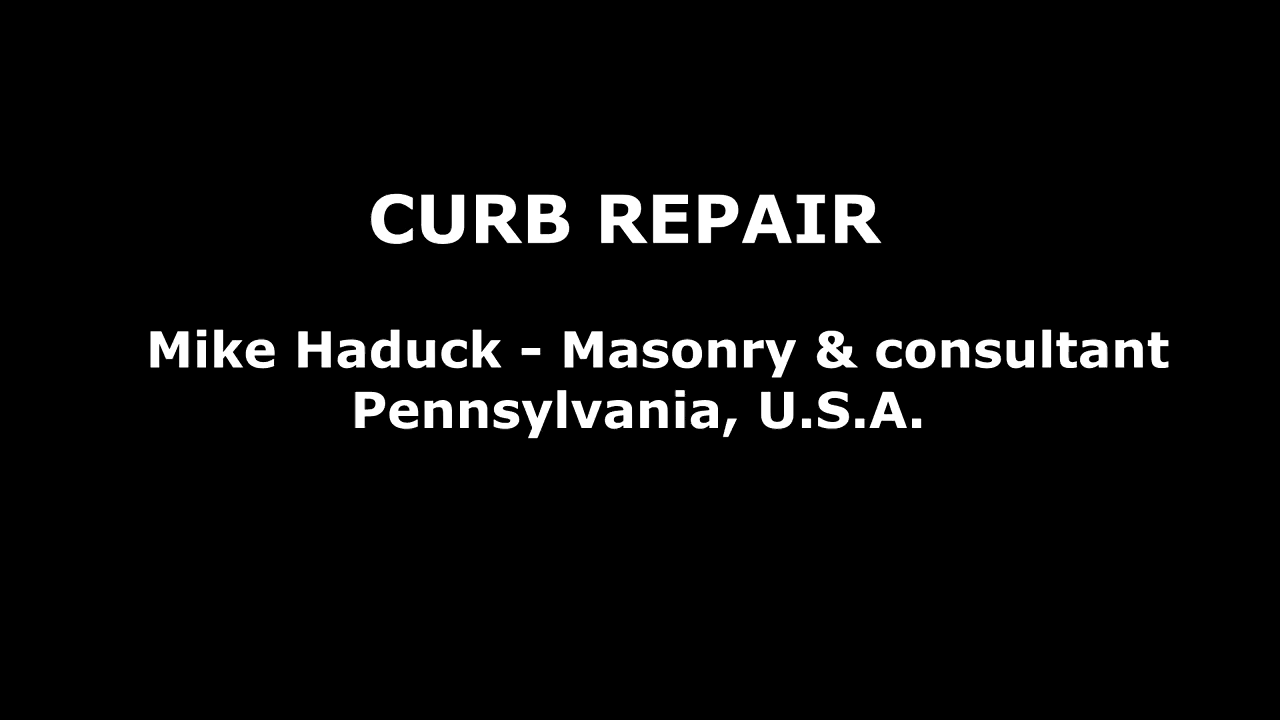 CURB REPAIR
Mike Haduck - Masonry & consultant
Pennsylvania, U.S.A.